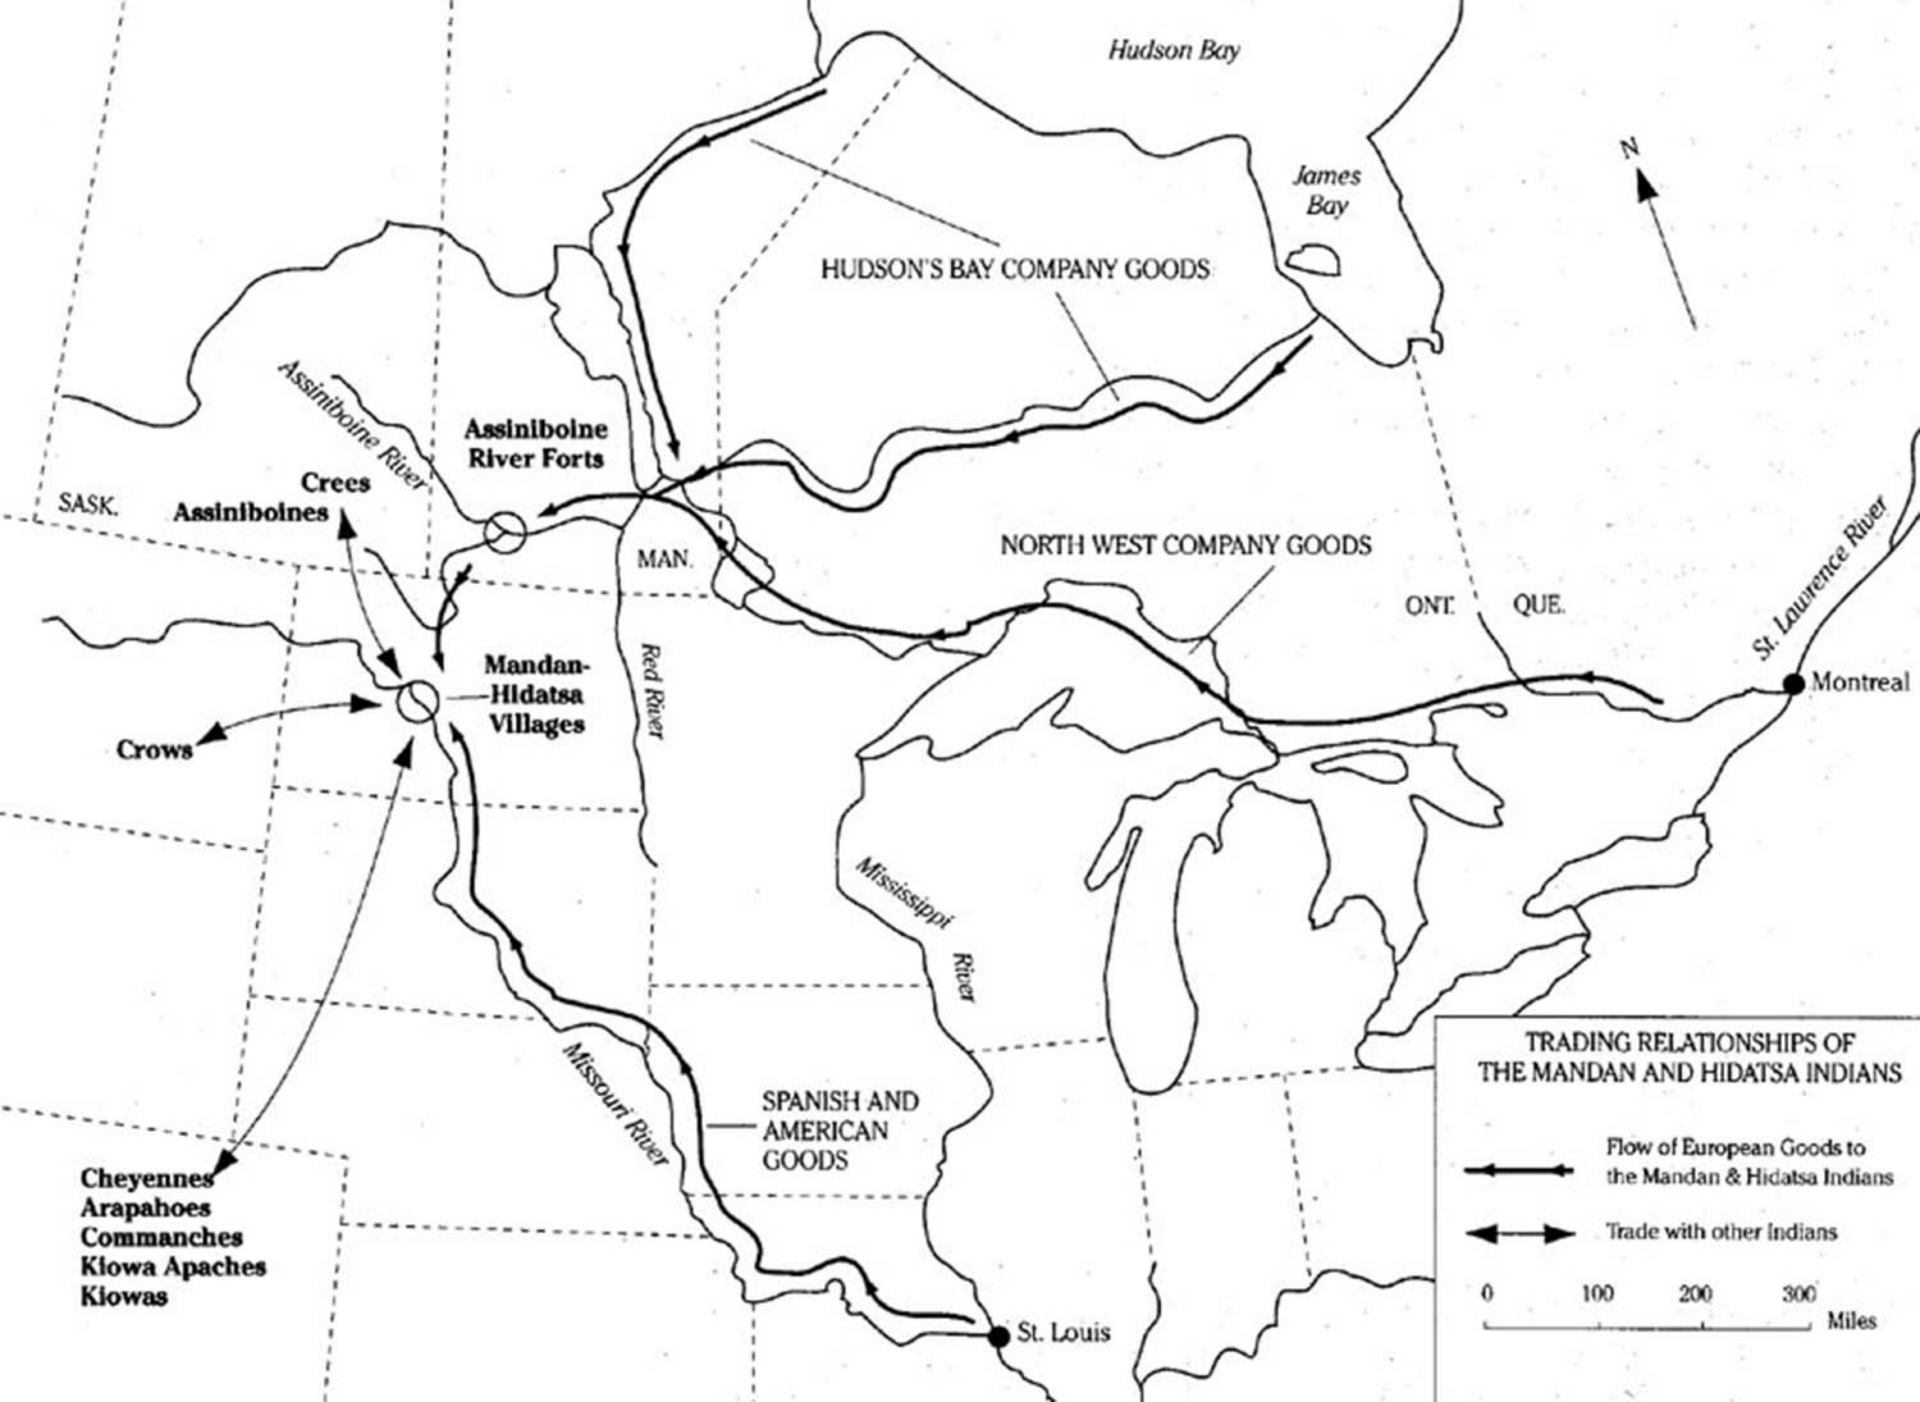 Hudson Bay
N
James
Bay
HUDSON'S BAY COMPANY GOODS
Assiniboine River
Assiniboine
River Forts
Crees
Assiniboines
SASK.
MAN.
NORTH WEST COMPANY GOODS
ONT.
QUE.
St. Lawrence River
Montreal
Mandan-
Hidatsa
Villages
Red River
Crows
Mississippi
River
Missouri River
SPANISH AND
AMERICAN
GOODS
Cheyennes
Arapahoes
Commanches
Kiowa Apaches
Kiowas
St. Louis
TRADING RELATIONSHIPS OF
THE MANDAN AND HIDATSA INDIANS
Flow of European Goods to
the Mandan & Hidatsa Indians
Trade with other Indians
0 100 200 300
Miles